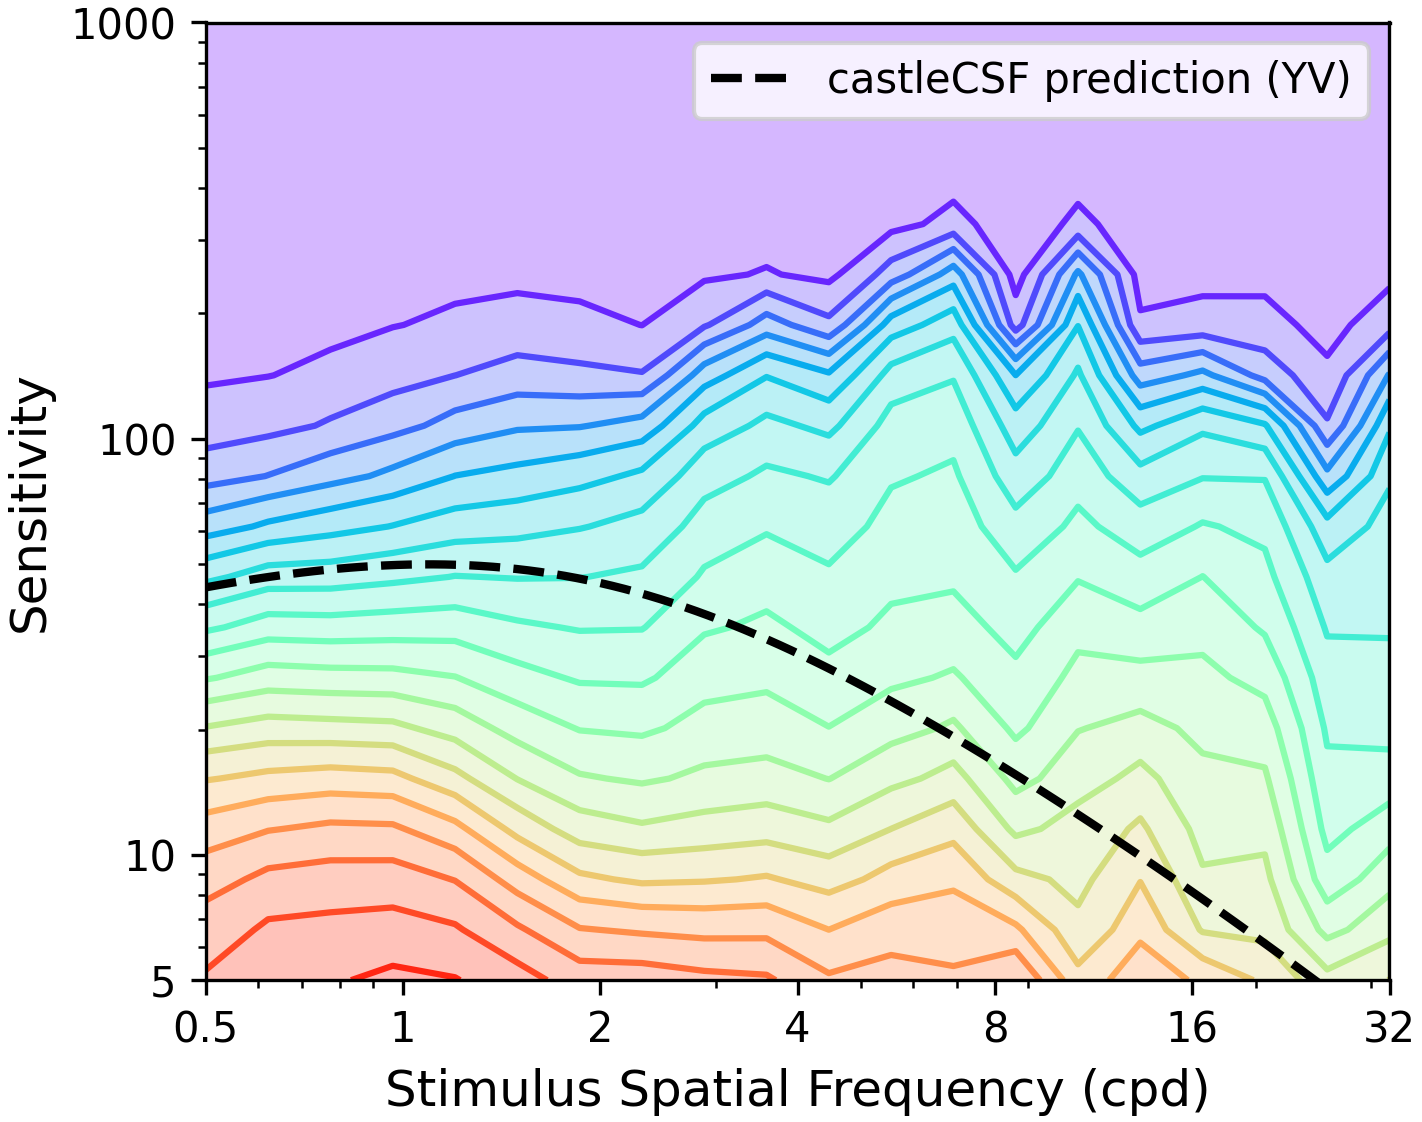 1000
castleCSF prediction (YV)
100
Sensitivity
10
5
0.5 1 2 4 8 16 32
Stimulus Spatial Frequency (cpd)